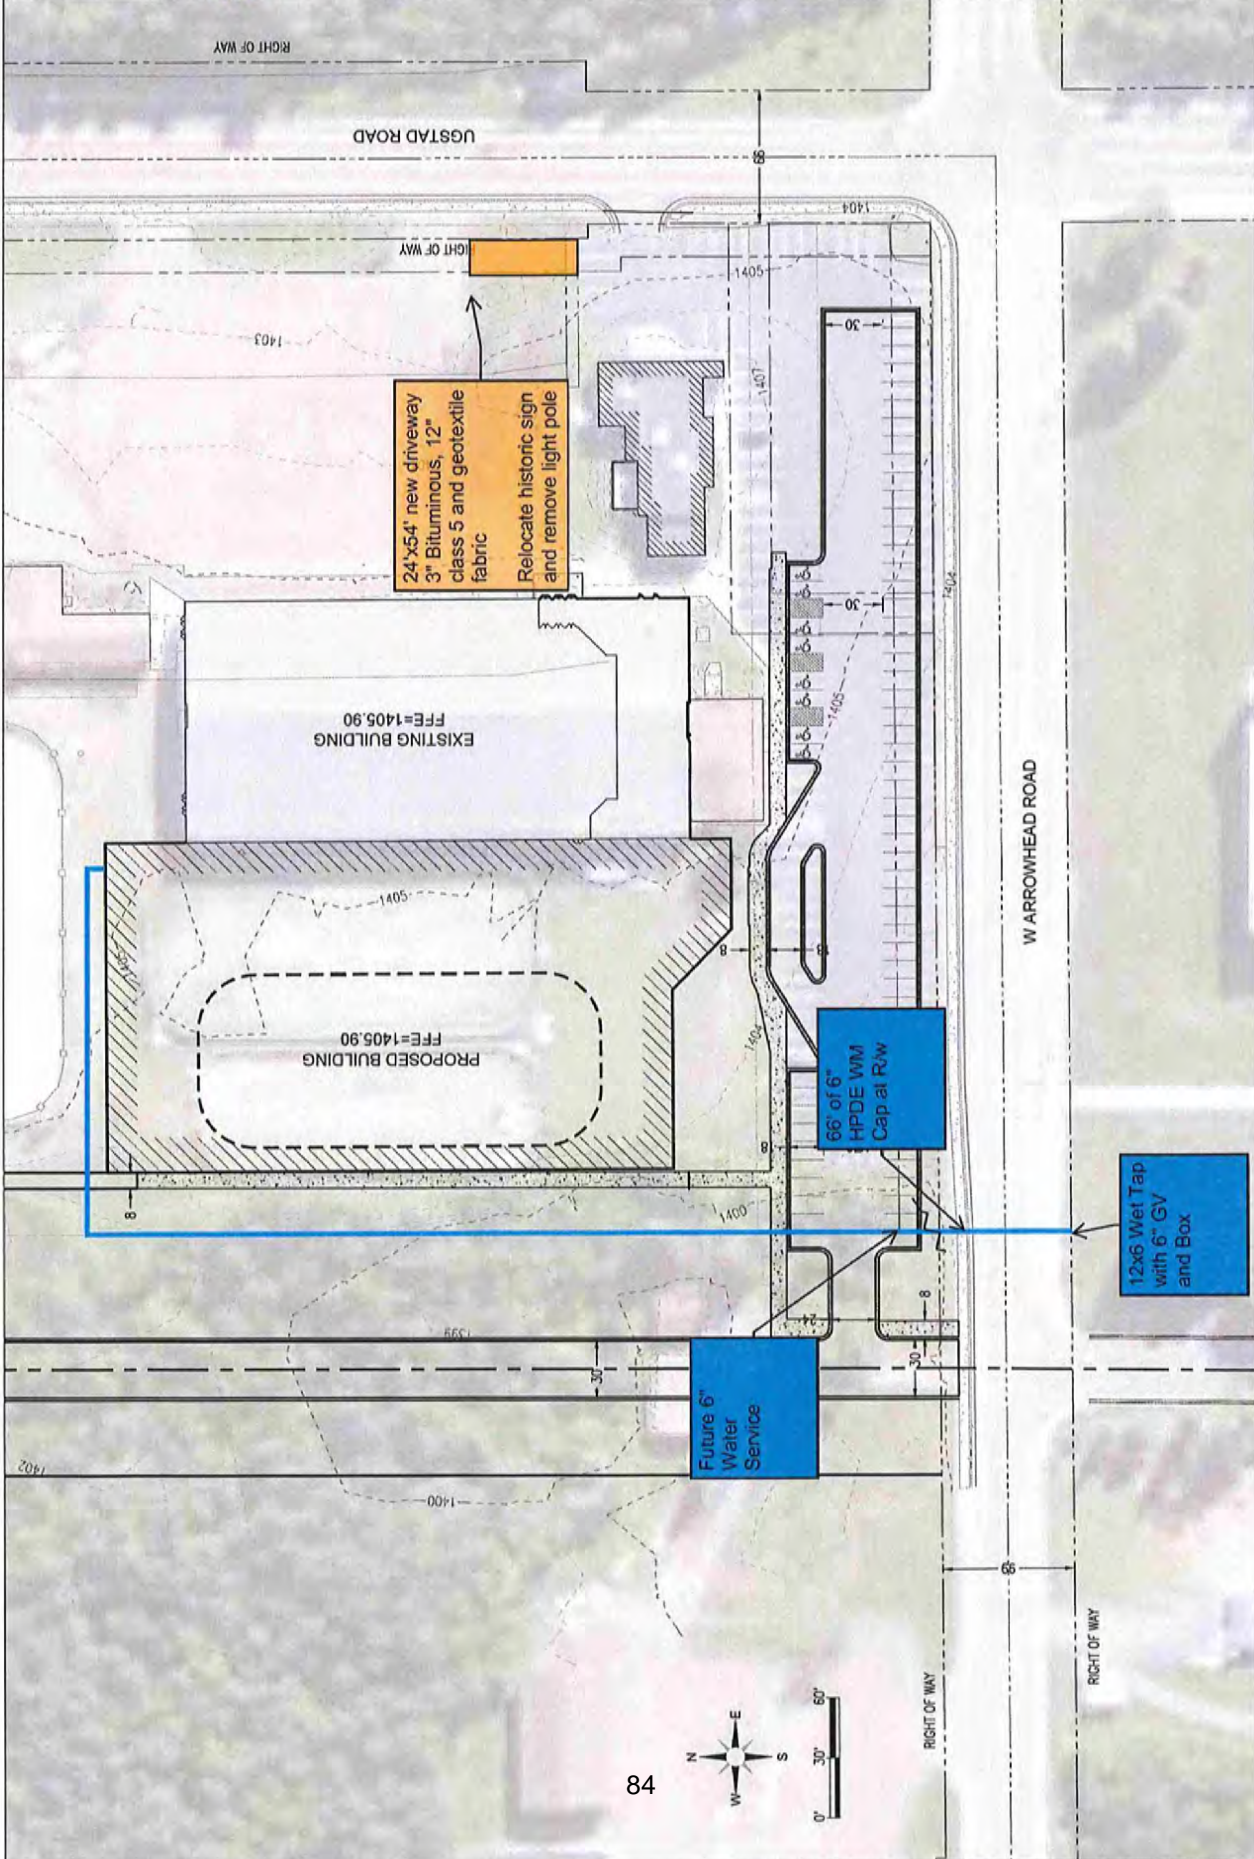 RIGHT OF WAY
UGSTAD ROAD
66
1404
RIGHT OF WAY
1405
1403
24'x54' new driveway
3" Bituminous, 12"
class 5 and geotextile
fabric
Relocate historic sign
and remove light pole
1407
30
30
1404
1405
EXISTING BUILDING
FFE=1405.90
W ARROWHEAD ROAD
1405
PROPOSED BUILDING
FFE=1405.90
8
1404
8
8
1400
66' of 6"
HPDE WM
Cap at R/w
12x6 Wet Tap
with 6" GV
and Box
Future 6"
Water
Service
24
8
30
30
1399
1402
1400
66
RIGHT OF WAY
RIGHT OF WAY
N
E
S
W
0'
30'
60'
84